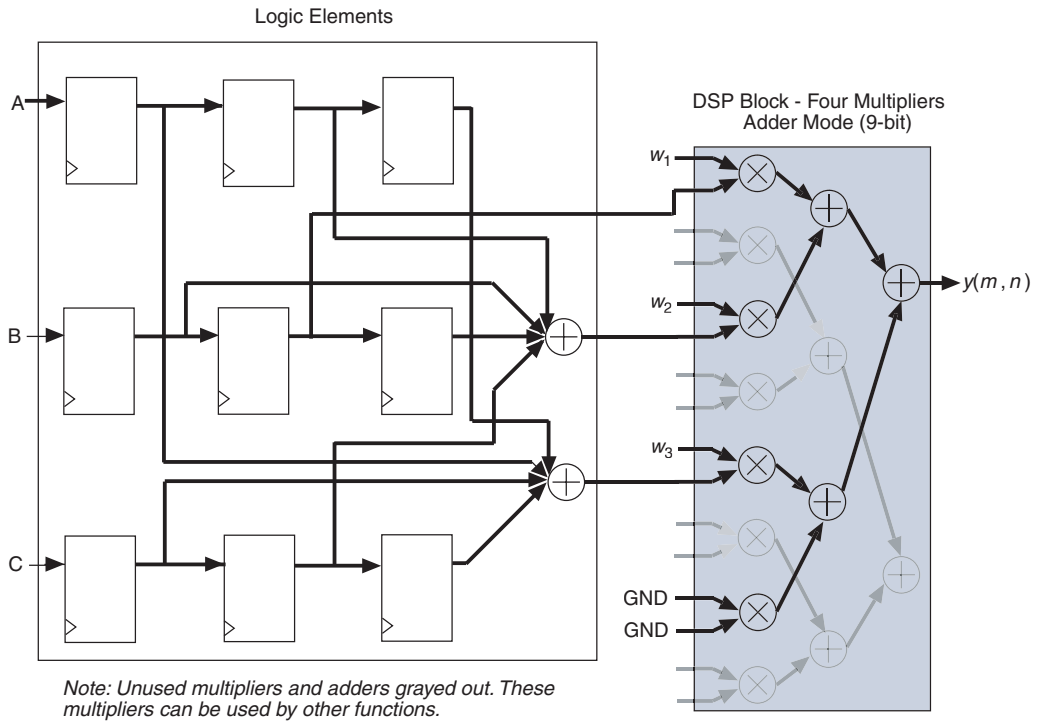 Logic Elements
A
B
C
DSP Block - Four Multipliers
Adder Mode (9-bit)
w1
w2
w3
GND
GND
y(m,n)
Note: Unused multipliers and adders grayed out. These
multipliers can be used by other functions.